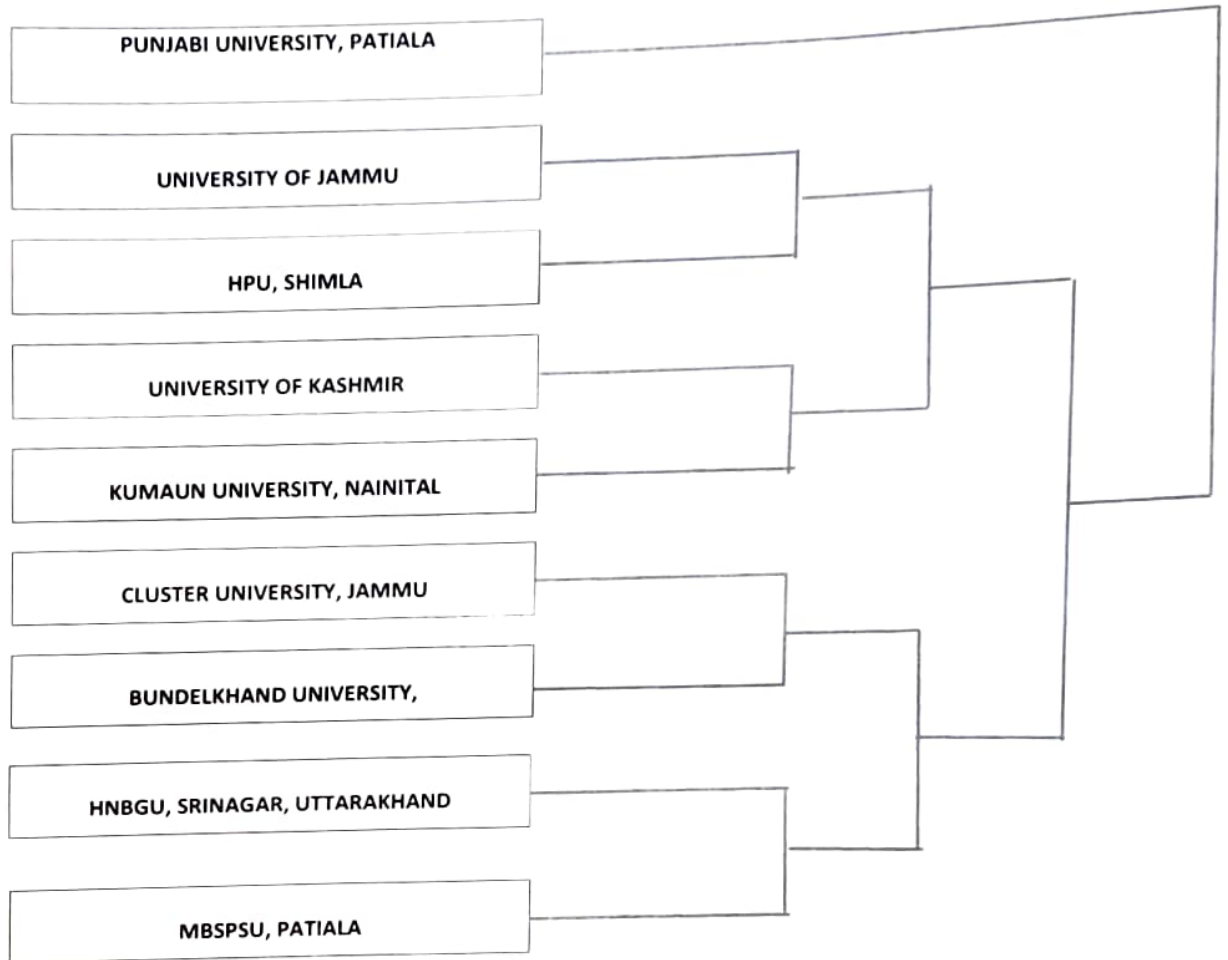 PUNJABI UNIVERSITY, PATIALA
UNIVERSITY OF JAMMU
HPU, SHIMLA
UNIVERSITY OF KASHMIR
KUMAUN UNIVERSITY, NAINITAL
CLUSTER UNIVERSITY, JAMMU
BUNDELKHAND UNIVERSITY,
HNBGU, SRINAGAR, UTTARAKHAND
MBSPSU, PATIALA